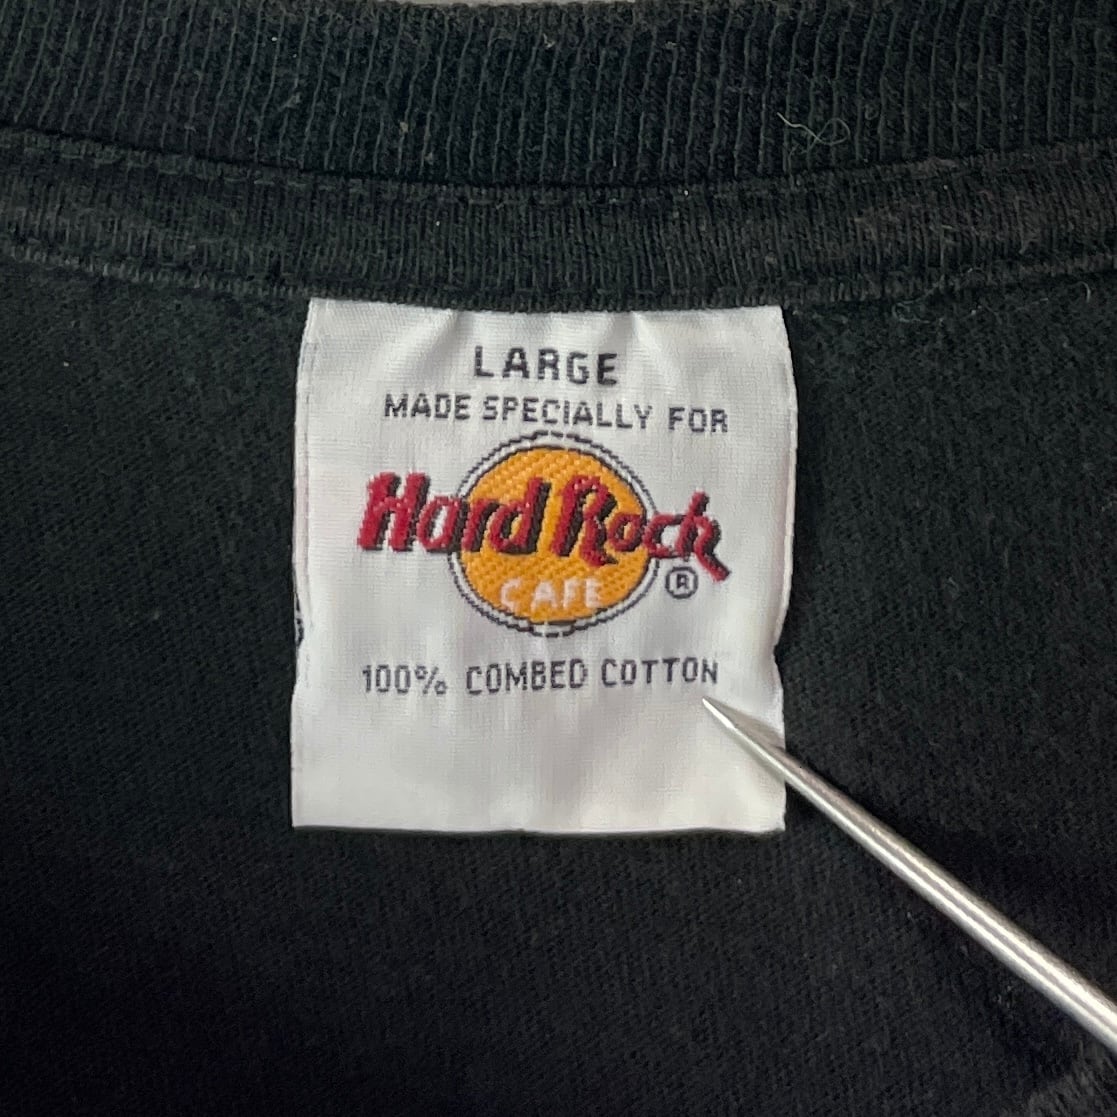 LARGE
MADE SPECIALLY FOR
Hard Rock
CAFE
®
100% COMBED COTTON